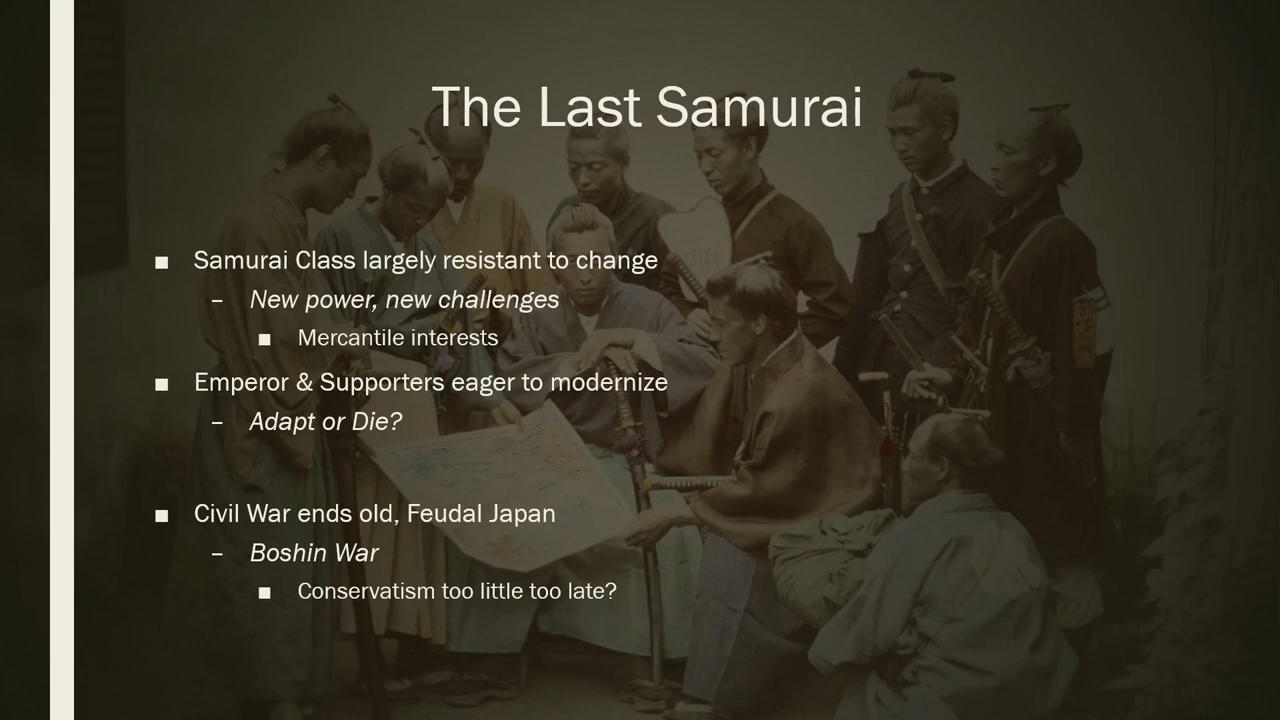 The Last Samurai
■ Samurai Class largely resistant to change
– New power, new challenges
■ Mercantile interests
■ Emperor & Supporters eager to modernize
– Adapt or Die?
■ Civil War ends old, Feudal Japan
– Boshin War
■ Conservatism too little too late?